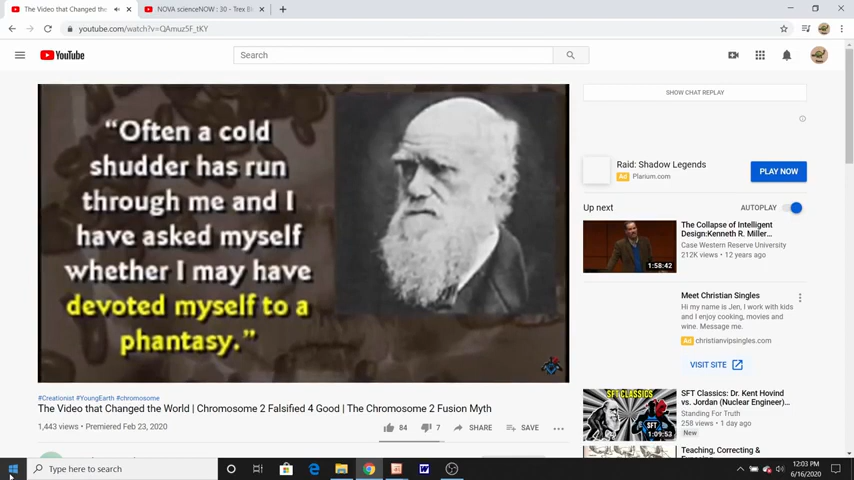 The Video that Changed the
NOVA scienceNOW : 30 - Trex Bl
youtube.com/watch?v=QAmuz5F_tKY
YouTube
Search
"Often a cold
shudder has run
through me and I
have asked myself
whether I may have
devoted myself to a
phantasy."
#Creationist #YoungEarth #chromosome
The Video that Changed the World | Chromosome 2 Falsified 4 Good | The Chromosome 2 Fusion Myth
1,443 views • Premiered Feb 23, 2020
84
7
SHARE
SAVE
SHOW CHAT REPLAY
Raid: Shadow Legends
Ad Plarium.com
PLAY NOW
Up next
AUTOPLAY
The Collapse of Intelligent
Design:Kenneth R. Miller...
Case Western Reserve University
212K views • 12 years ago
1:58:42
Meet Christian Singles
Hi my name is Jen, I work with kids
and I enjoy cooking, movies and
wine. Message me.
Ad christianvipsingles.com
VISIT SITE
SFT CLASSICS
SFT Classics: Dr. Kent Hovind
vs. Jordan (Nuclear Engineer)...
Standing For Truth
258 views • 1 day ago
New
1:09:53
Teaching, Correcting &
Type here to search
12:03 PM
6/16/2020